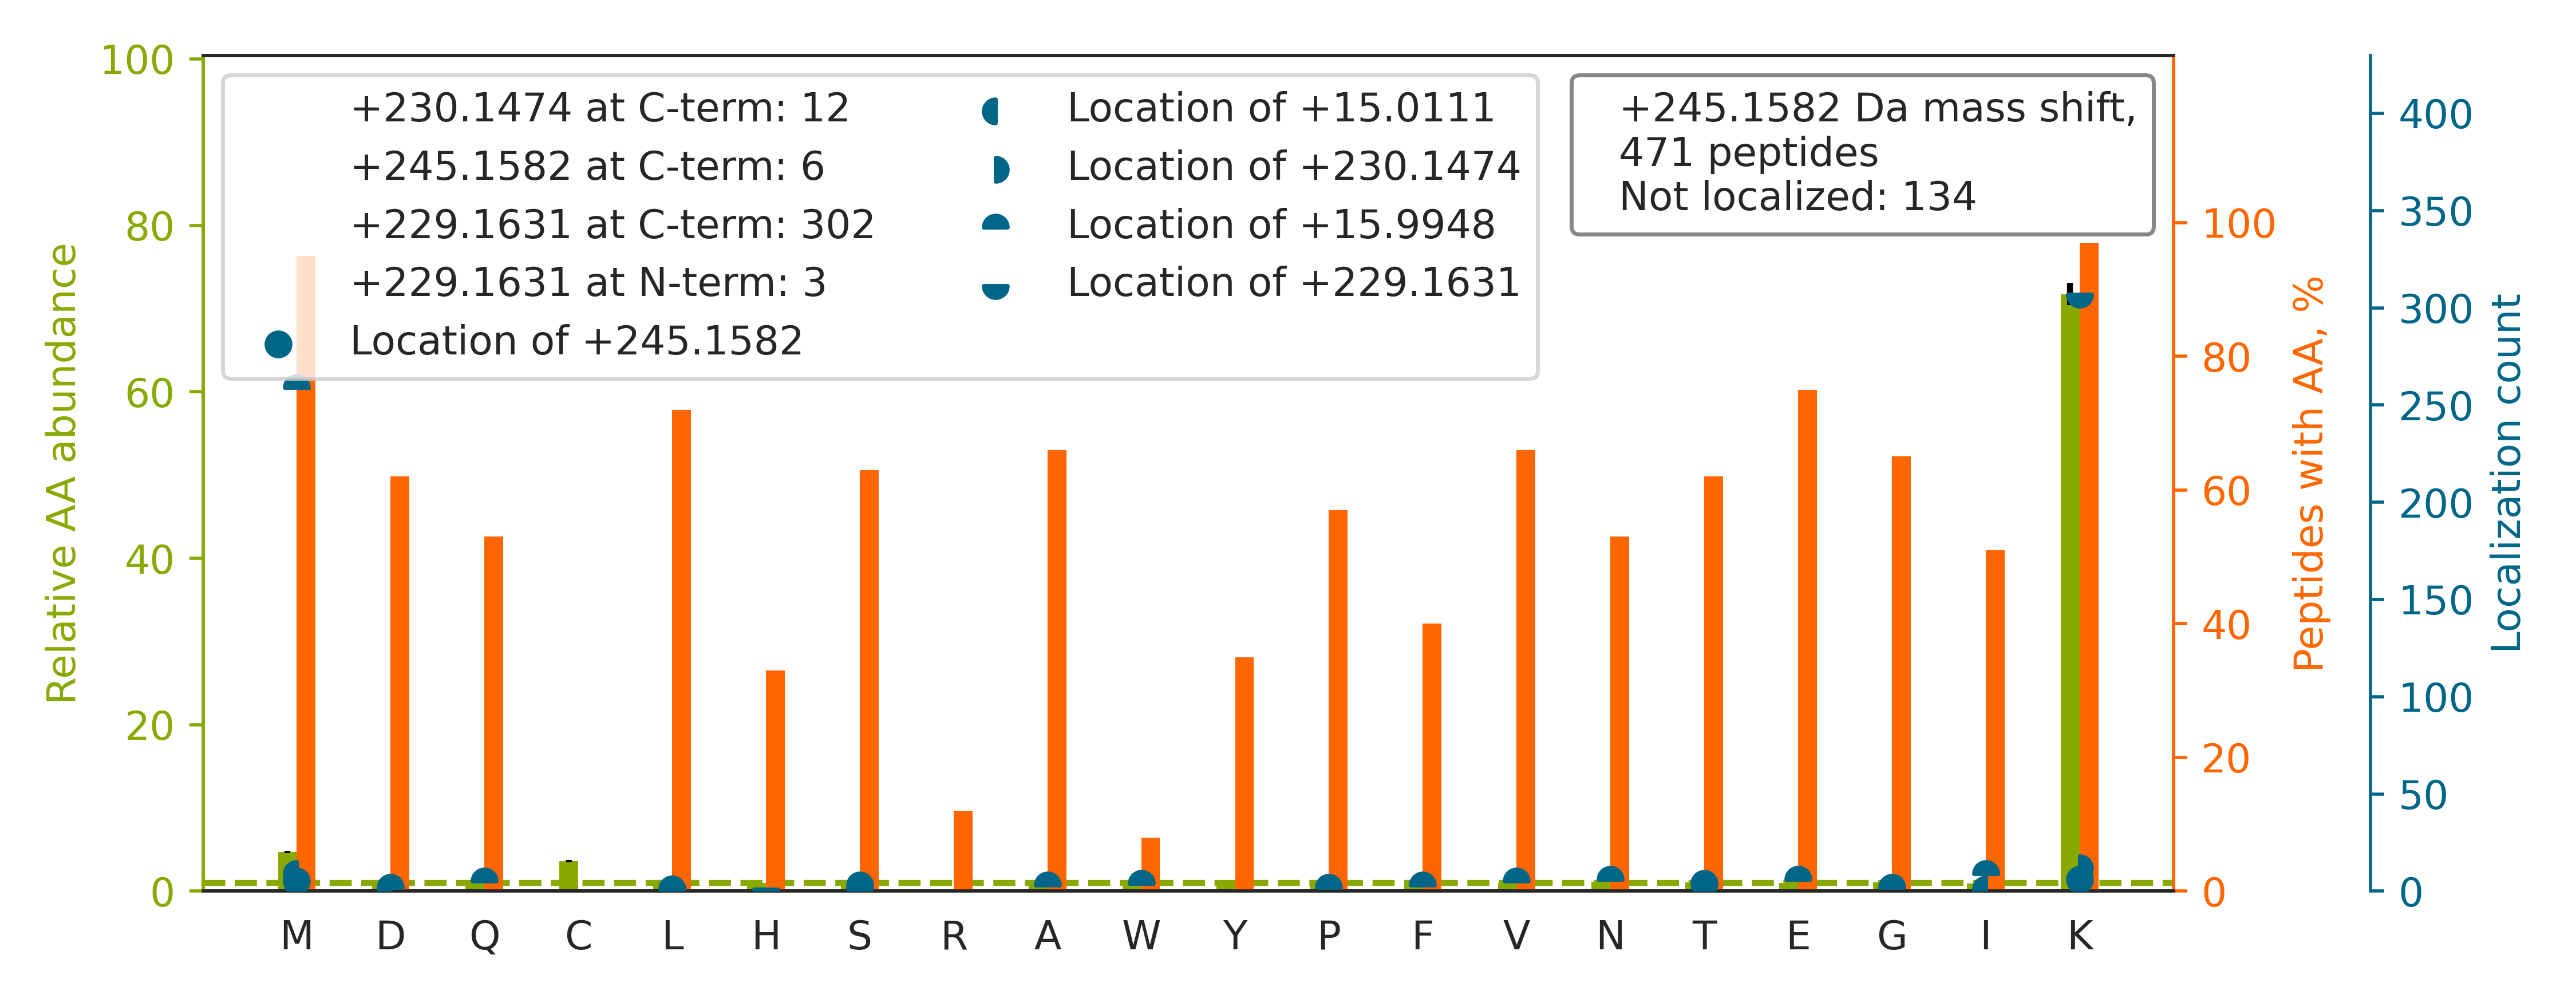 100
80
60
40
20
0
Relative AA abundance
+230.1474 at C-term: 12
+245.1582 at C-term: 6
+229.1631 at C-term: 302
+229.1631 at N-term: 3
Location of +245.1582
Location of +15.0111
Location of +230.1474
Location of +15.9948
Location of +229.1631
+245.1582 Da mass shift,
471 peptides
Not localized: 134
100
80
60
40
20
0
Peptides with AA, %
400
350
300
250
200
150
100
50
0
Localization count
M D Q C L H S R A W Y P F V N T E G I K